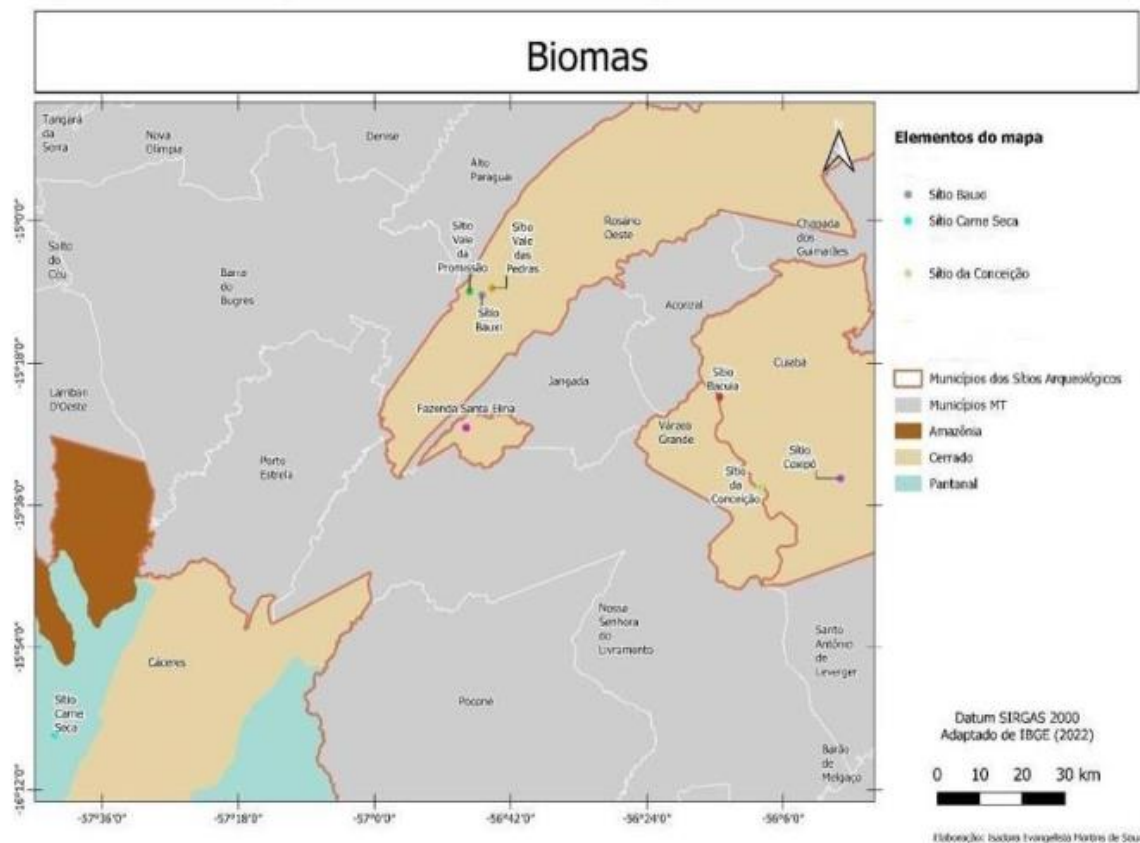 Biomas
Tangará
da
Serra
Nova
Olímpia
Denise
Alto
Paraguai
Salto
do
Céu
Barra
do
Bugres
Sítio
Vale
da
Promissão
Sítio
Vale
das
Pedras
Sítio
Bauxi
Rosário
Oeste
Chapada
dos
Guimarães
Acorizal
Cuiabá
Jangada
Lambari
D'Oeste
Porto
Estrela
Fazenda Santa Elina
Sítio
Bacuia
Várzea
Grande
Sítio
da
Conceição
Sítio
Coxipó
Cáceres
Sítio
Carne
Seca
Poconé
Nossa
Senhora
do
Livramento
Santo
Antônio
de
Leverger
Barão
de
Melgaço
-15°0'0"
-15°18'0"
-15°36'0"
-15°54'0"
-16°12'0"
-57°36'0"
-57°18'0"
-57°0'0"
-56°42'0"
-56°24'0"
-56°6'0"
N
Elementos do mapa
Sítio Bauxi
Sítio Carne Seca
Sítio da Conceição
Municípios dos Sítios Arqueológicos
Municípios MT
Amazônia
Cerrado
Pantanal
Datum SIRGAS 2000
Adaptado de IBGE (2022)
0 10 20 30 km
Elaboração: Isadora Evangelista Martins de Sou